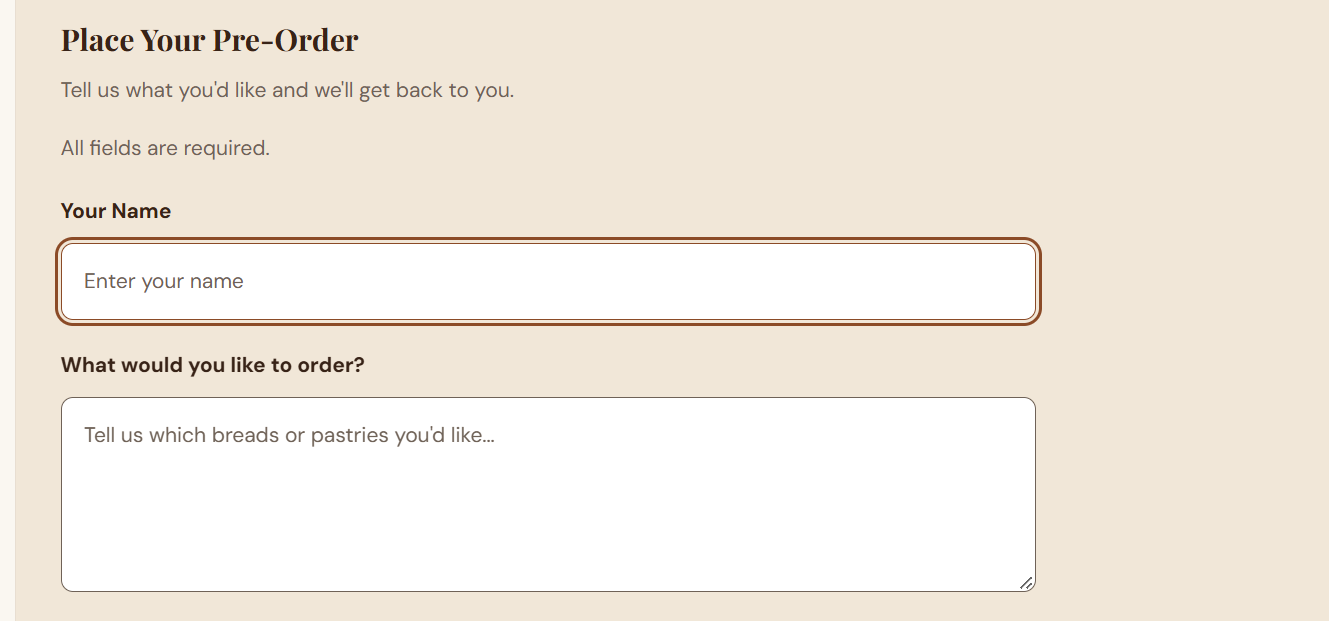 Place Your Pre-Order
Tell us what you'd like and we'll get back to you.
All fields are required.
Your Name
Enter your name
What would you like to order?
Tell us which breads or pastries you'd like...